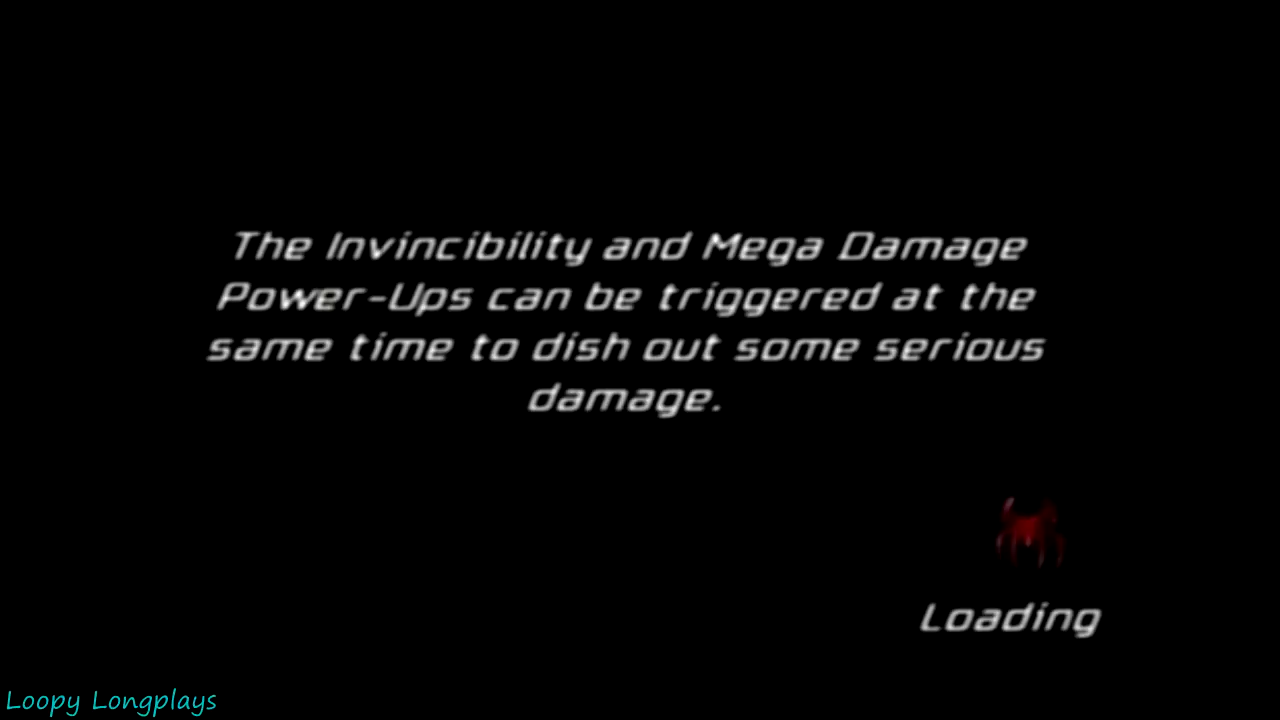 The Invincibility and Mega Damage
Power-Ups can be triggered at the
same time to dish out some serious
damage.
Loading
Loopy Longplays